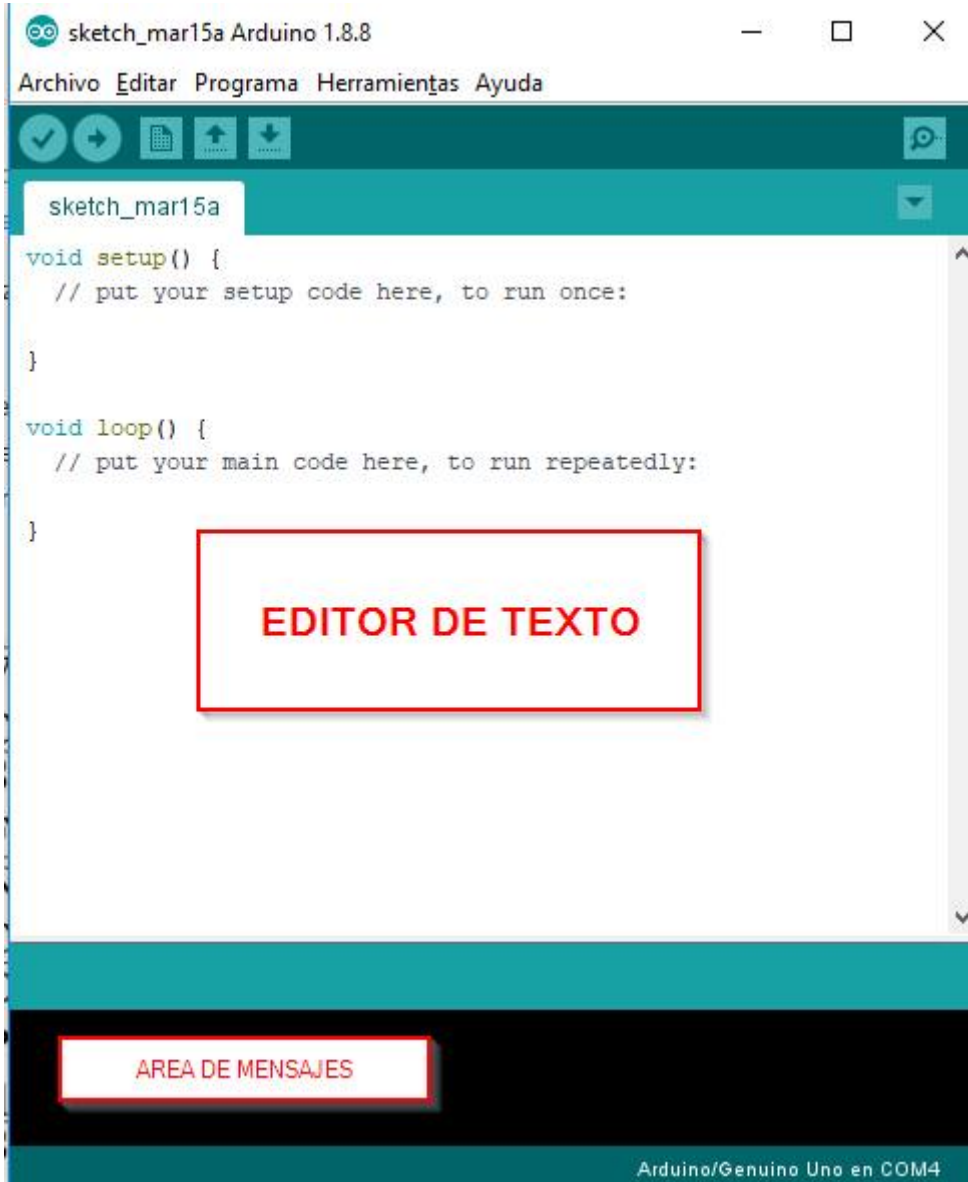 sketch_mar15a Arduino 1.8.8
Archivo Editar Programa Herramientas Ayuda
sketch_mar15a
void setup() {
  // put your setup code here, to run once:
}
void loop() {
  // put your main code here, to run repeatedly:
}
EDITOR DE TEXTO
AREA DE MENSAJES
Arduino/Genuino Uno en COM4